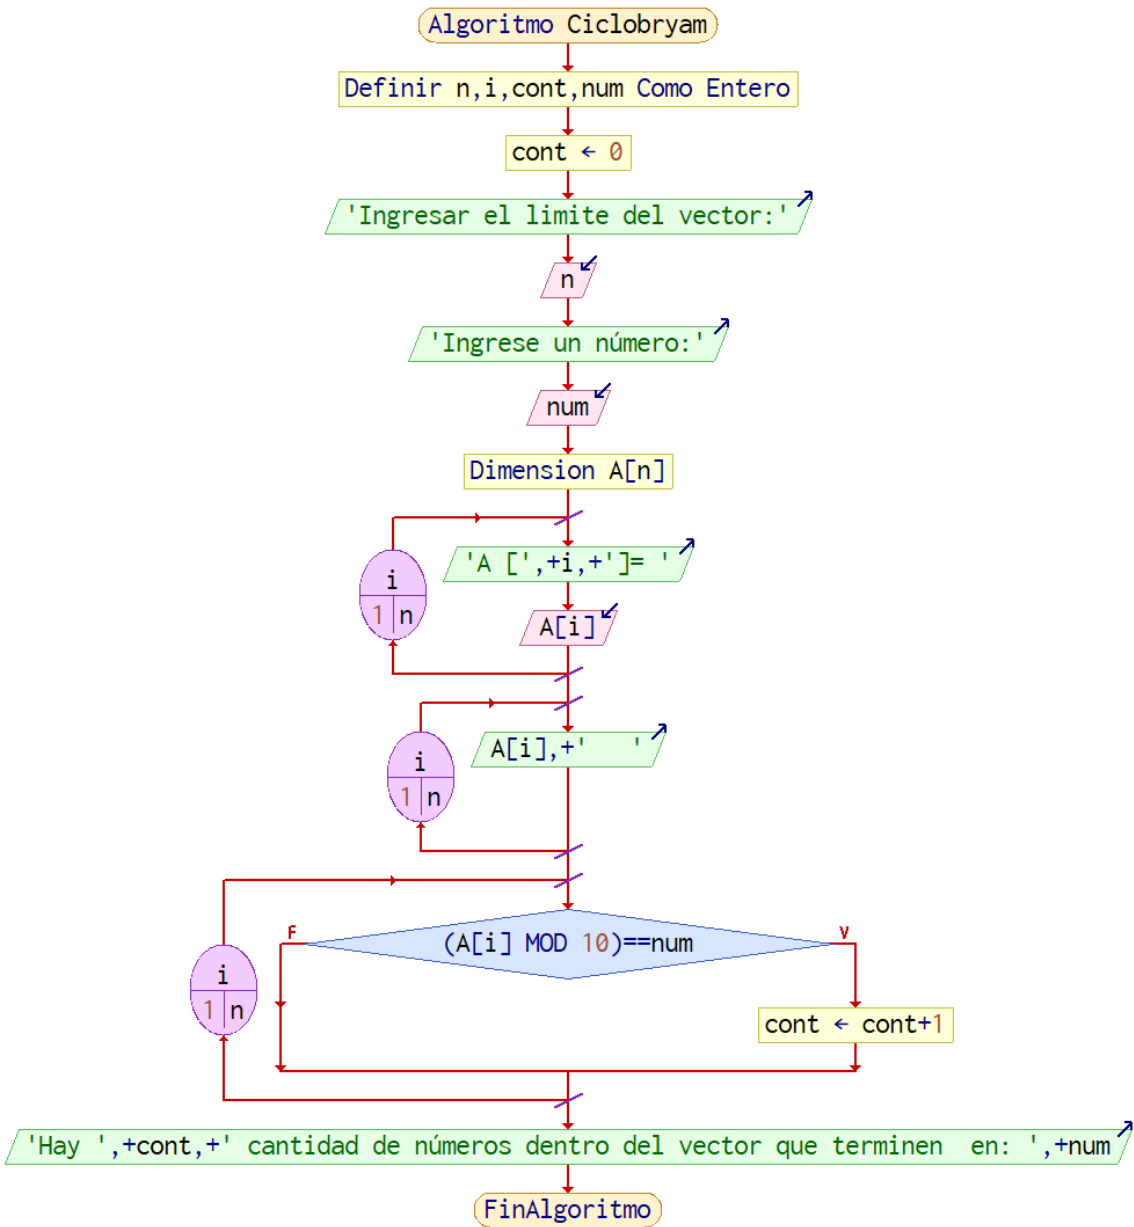 Algoritmo Ciclobryam
Definir n,i,cont,num Como Entero
cont ← 0
'Ingresar el limite del vector:'
n
'Ingrese un número:'
num
Dimension A[n]
'A [',+i,+']= '
i
1 n
A[i]
A[i],+'   '
i
1 n
F
(A[i] MOD 10)==num
V
i
1 n
cont ← cont+1
'Hay ',+cont,+' cantidad de números dentro del vector que terminen  en: ',+num
FinAlgoritmo